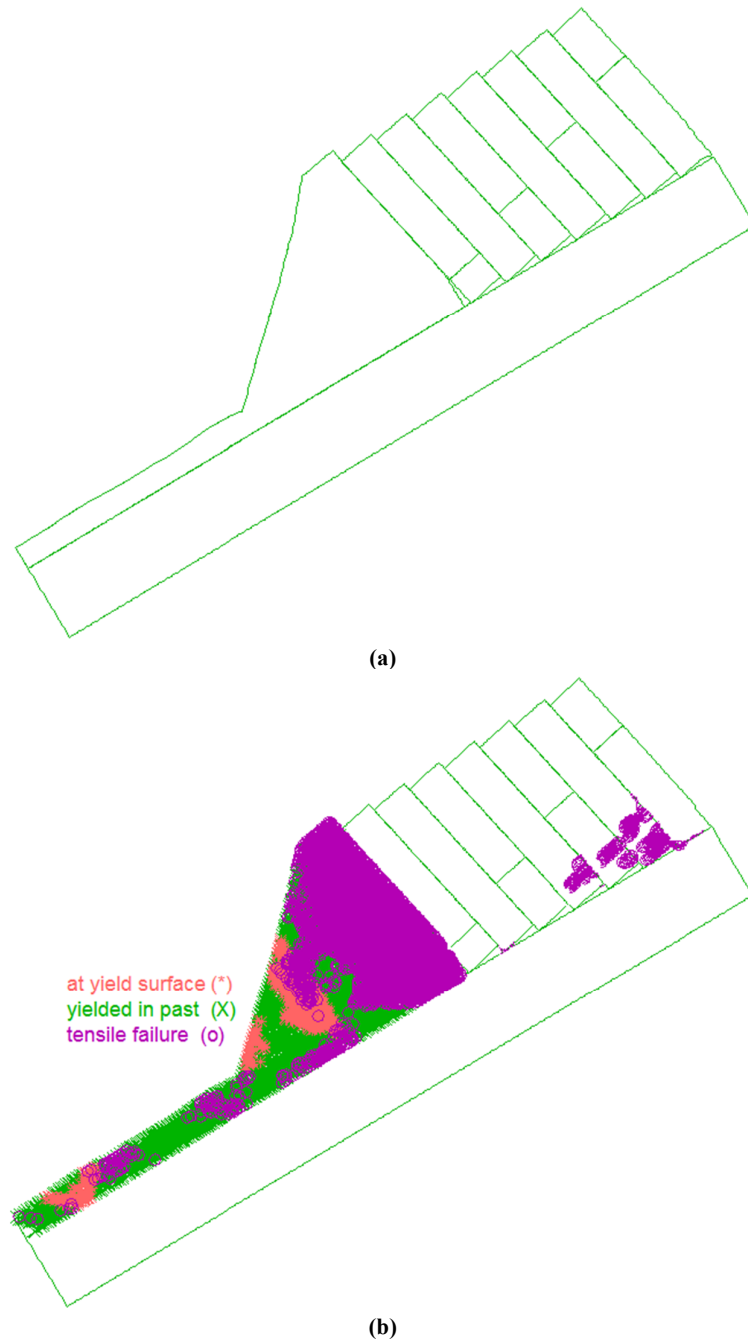 (a)
at yield surface (*)
yielded in past (X)
tensile failure (o)
(b)